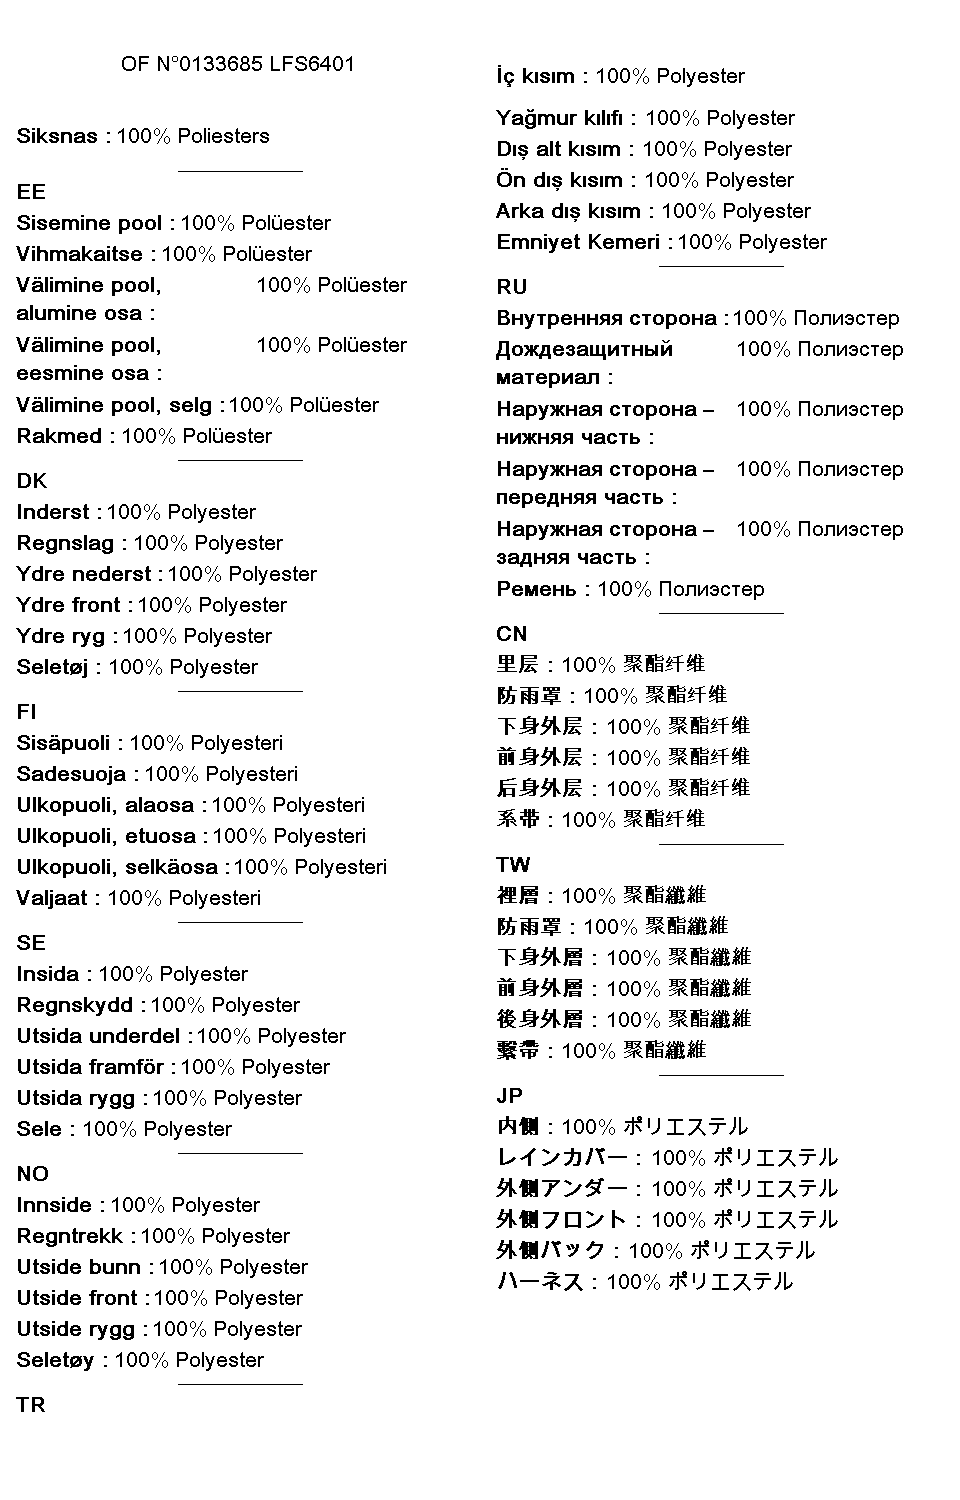 OF N°0133685 LFS6401
Siksnas : 100% Poliesters
EE
Sisemine pool : 100% Polüester
Vihmakaitse : 100% Polüester
Välimine pool, 100% Polüester
alumine osa :
Välimine pool, 100% Polüester
eesmine osa :
Välimine pool, selg : 100% Polüester
Rakmed : 100% Polüester
DK
Inderst : 100% Polyester
Regnslag : 100% Polyester
Ydre nederst : 100% Polyester
Ydre front : 100% Polyester
Ydre ryg : 100% Polyester
Seletøj : 100% Polyester
FI
Sisäpuoli : 100% Polyesteri
Sadesuoja : 100% Polyesteri
Ulkopuoli, alaosa : 100% Polyesteri
Ulkopuoli, etuosa : 100% Polyesteri
Ulkopuoli, selkäosa : 100% Polyesteri
Valjaat : 100% Polyesteri
SE
Insida : 100% Polyester
Regnskydd : 100% Polyester
Utsida underdel : 100% Polyester
Utsida framför : 100% Polyester
Utsida rygg : 100% Polyester
Sele : 100% Polyester
NO
Innside : 100% Polyester
Regntrekk : 100% Polyester
Utside bunn : 100% Polyester
Utside front : 100% Polyester
Utside rygg : 100% Polyester
Seletøy : 100% Polyester
TR
İç kısım : 100% Polyester
Yağmur kılıfı : 100% Polyester
Dış alt kısım : 100% Polyester
Ön dış kısım : 100% Polyester
Arka dış kısım : 100% Polyester
Emniyet Kemeri : 100% Polyester
RU
Внутренняя сторона : 100% Полиэстер
Дождезащитный 100% Полиэстер
материал :
Наружная сторона – 100% Полиэстер
нижняя часть :
Наружная сторона – 100% Полиэстер
передняя часть :
Наружная сторона – 100% Полиэстер
задняя часть :
Ремень : 100% Полиэстер
CN
里层 : 100% 聚酯纤维
防雨罩 : 100% 聚酯纤维
下身外层 : 100% 聚酯纤维
前身外层 : 100% 聚酯纤维
后身外层 : 100% 聚酯纤维
系带 : 100% 聚酯纤维
TW
裡層 : 100% 聚酯纖維
防雨罩 : 100% 聚酯纖維
下身外層 : 100% 聚酯纖維
前身外層 : 100% 聚酯纖維
後身外層 : 100% 聚酯纖維
繫帶 : 100% 聚酯纖維
JP
内側 : 100% ポリエステル
レインカバー : 100% ポリエステル
外側アンダー : 100% ポリエステル
外側フロント : 100% ポリエステル
外側バック : 100% ポリエステル
ハーネス : 100% ポリエステル